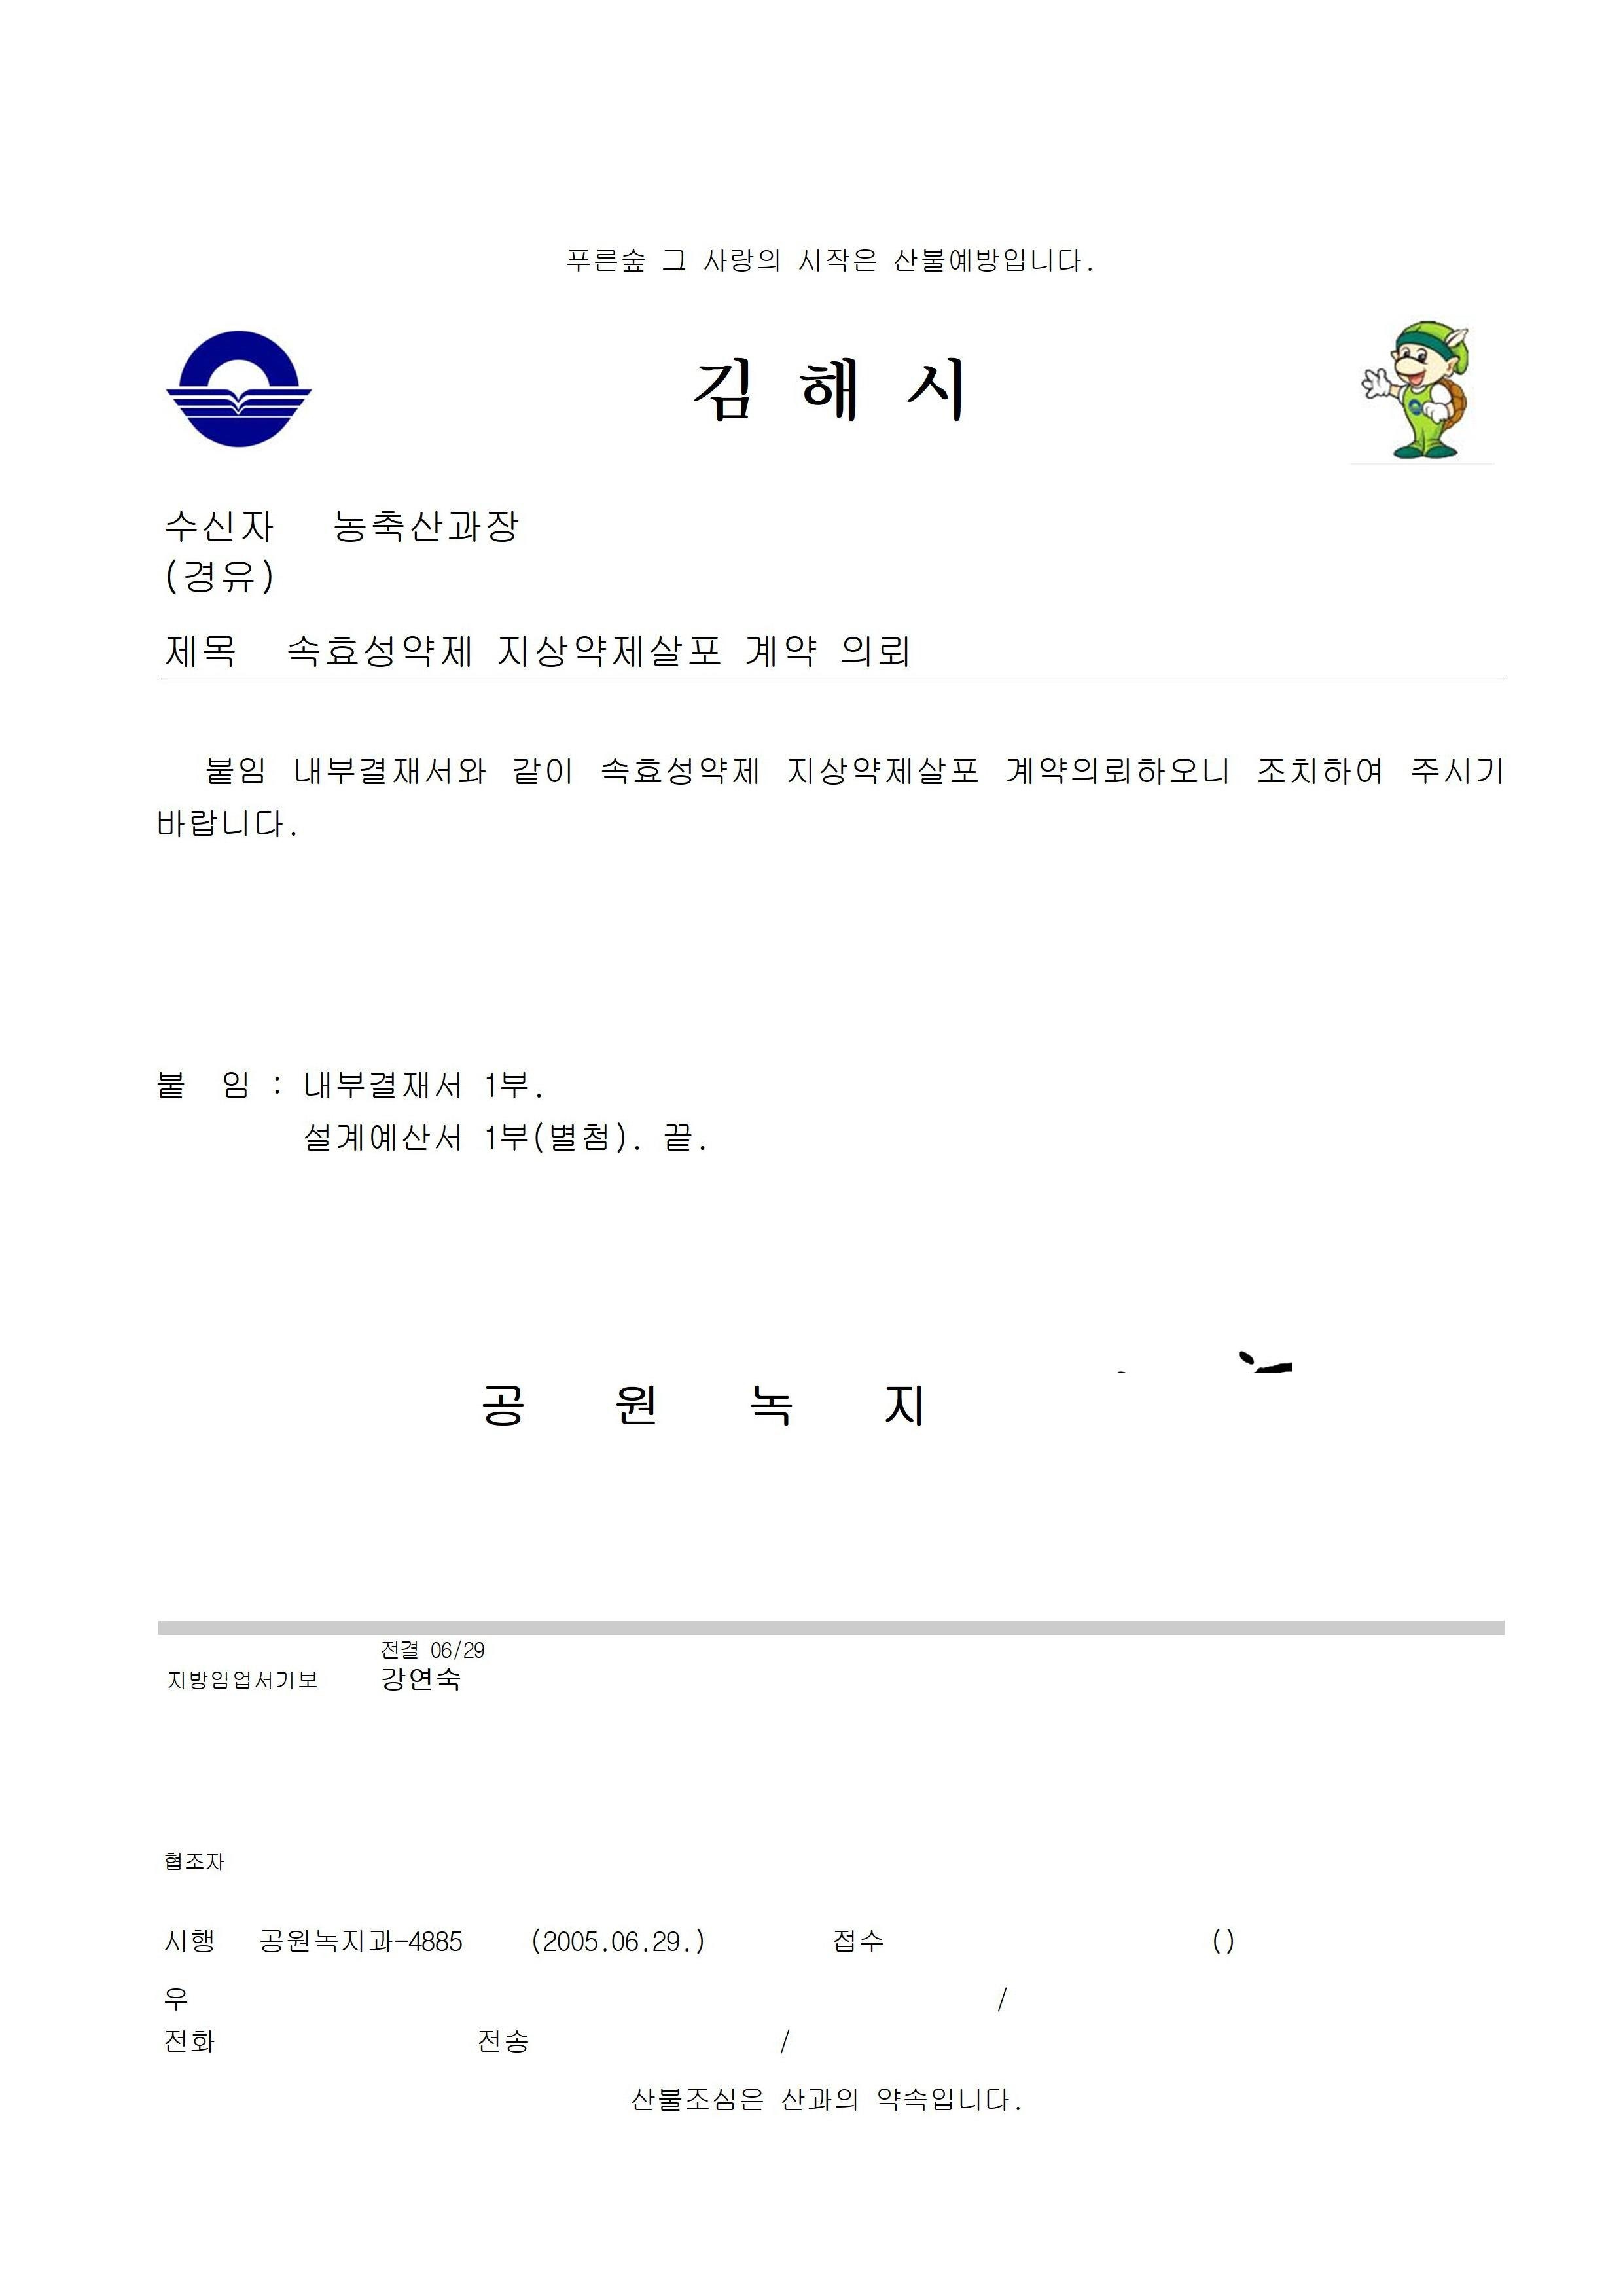 푸른숲 그 사랑의 시작은 산불예방입니다.
김 해 시
수신자 농축산과장
(경유)
제목 속효성약제 지상약제살포 계약 의뢰
붙임 내부결재서와 같이 속효성약제 지상약제살포 계약의뢰하오니 조치하여 주시기
바랍니다.
붙 임 : 내부결재서 1부.
설계예산서 1부(별첨). 끝.
공 원 녹 지
전결 06/29
지방임업서기보 강연숙
협조자
시행 공원녹지과-4885 (2005.06.29.) 접수 ()
우 /
전화 전송 /
산불조심은 산과의 약속입니다.